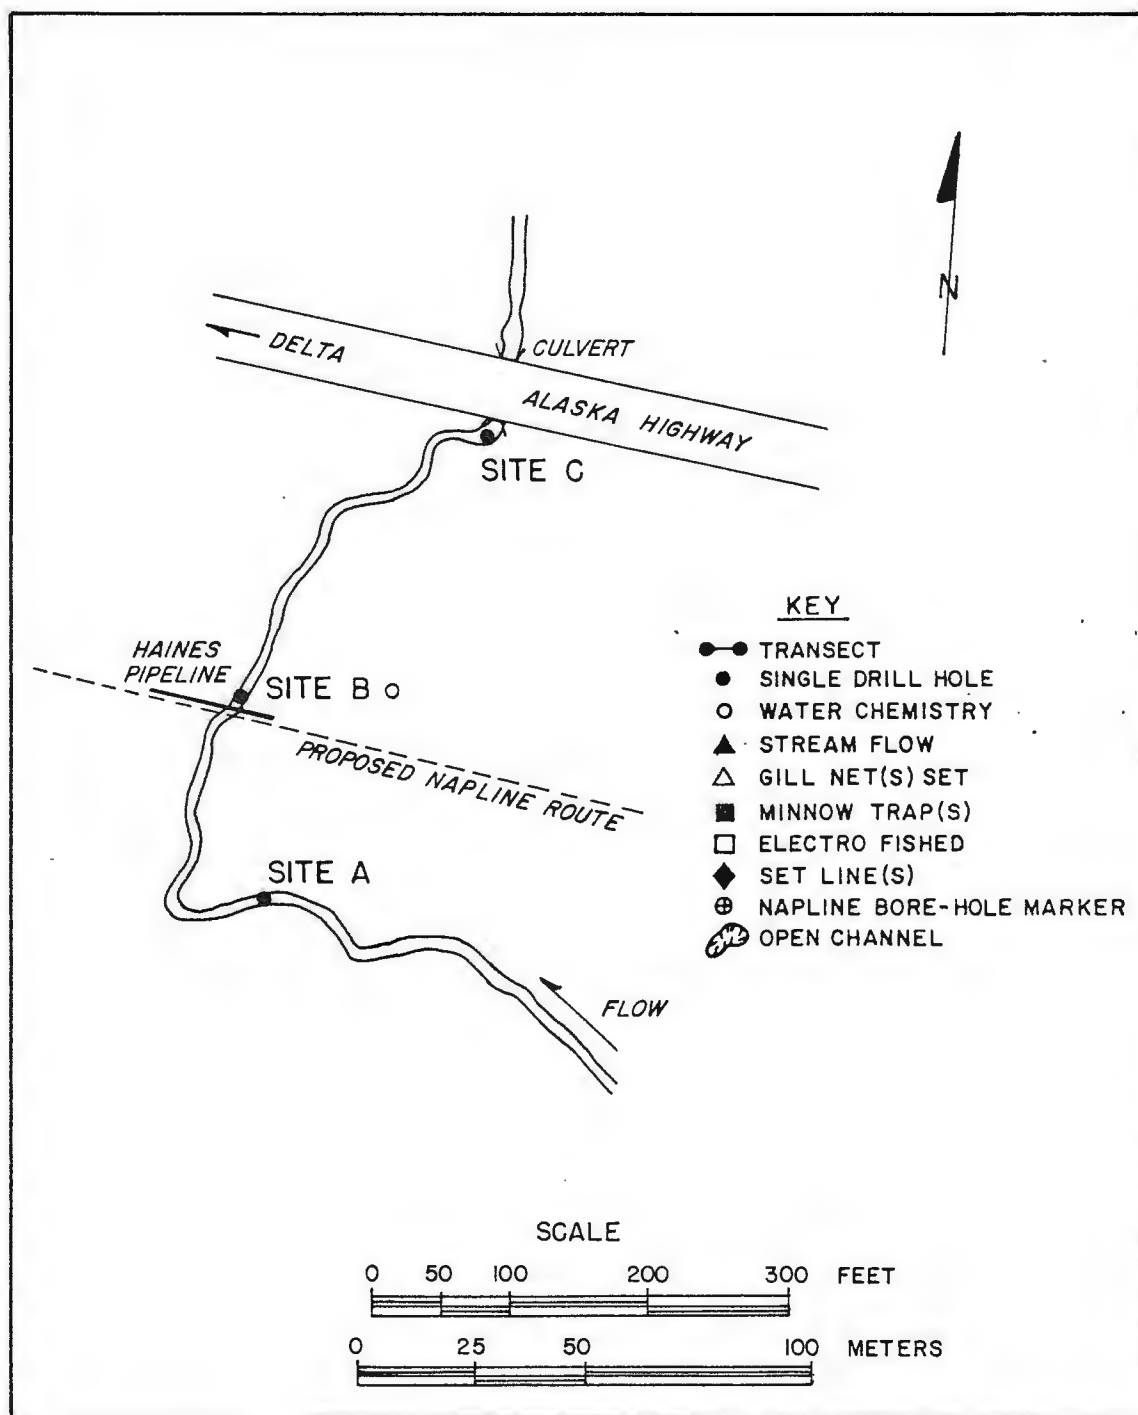 N
CULVERT
DELTA
ALASKA HIGHWAY
SITE C
HAINES
PIPELINE
SITE B
PROPOSED NAPLINE ROUTE
SITE A
FLOW
KEY
TRANSECT
SINGLE DRILL HOLE
WATER CHEMISTRY
STREAM FLOW
GILL NET(S) SET
MINNOW TRAP(S)
ELECTRO FISHED
SET LINE(S)
NAPLINE BORE-HOLE MARKER
OPEN CHANNEL
SCALE
0 50 100 200 300 FEET
0 25 50 100 METERS